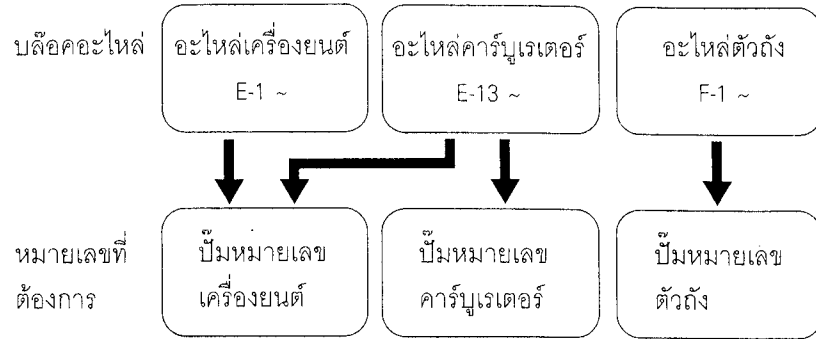 บล๊อคอะไหล่
อะไหล่เครื่องยนต์
E-1 ~
อะไหล่คาร์บูเรเตอร์
E-13 ~
อะไหล่ตัวถัง
F-1 ~
หมายเลขที่
ต้องการ
ปั๊มหมายเลข
เครื่องยนต์
ปั๊มหมายเลข
คาร์บูเรเตอร์
ปั๊มหมายเลข
ตัวถัง